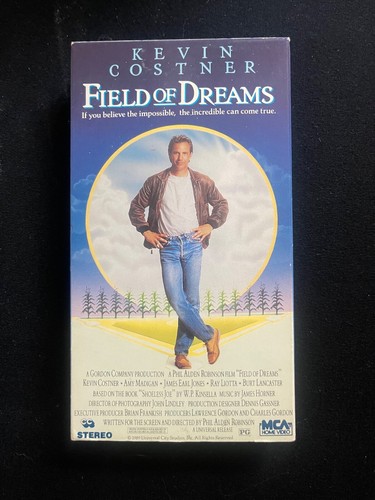 KEVIN
COSTNER
FIELD OF DREAMS
If you believe the impossible, the incredible can come true.
A GORDON COMPANY PRODUCTION A PHIL ALDEN ROBINSON FILM "FIELD OF DREAMS"
KEVIN COSTNER · AMY MADIGAN · JAMES EARL JONES · RAY LIOTTA · BURT LANCASTER
BASED ON THE BOOK "SHOELESS JOE" BY W.P. KINSELLA MUSIC BY JAMES HORNER
DIRECTOR OF PHOTOGRAPHY JOHN LINDLEY PRODUCTION DESIGNER DENNIS GASSNER
EXECUTIVE PRODUCER BRIAN FRANKISH PRODUCERS LAWRENCE GORDON AND CHARLES GORDON
WRITTEN FOR THE SCREEN AND DIRECTED BY PHIL ALDEN ROBINSON
A UNIVERSAL RELEASE
PG
STEREO
MCA
HOME VIDEO